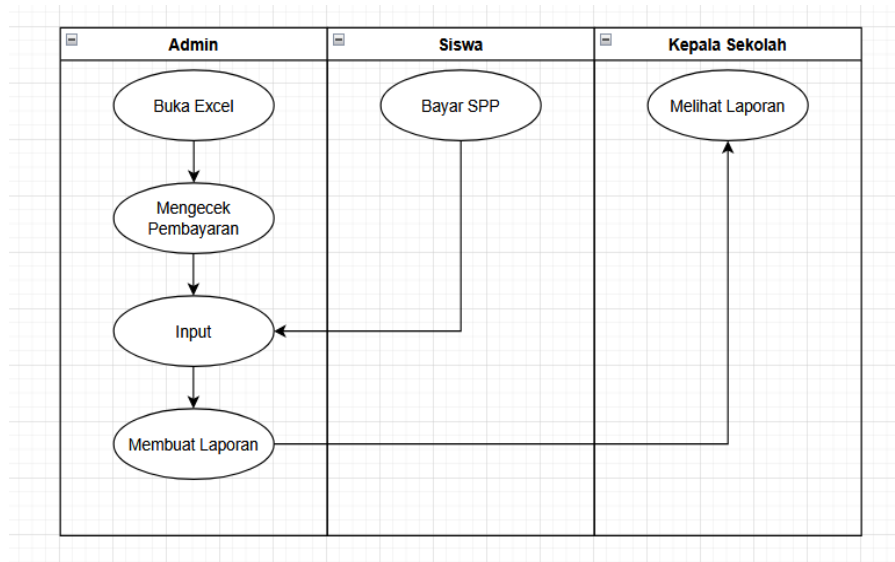 Admin
Siswa
Kepala Sekolah
Buka Excel
Bayar SPP
Melihat Laporan
Mengecek
Pembayaran
Input
Membuat Laporan